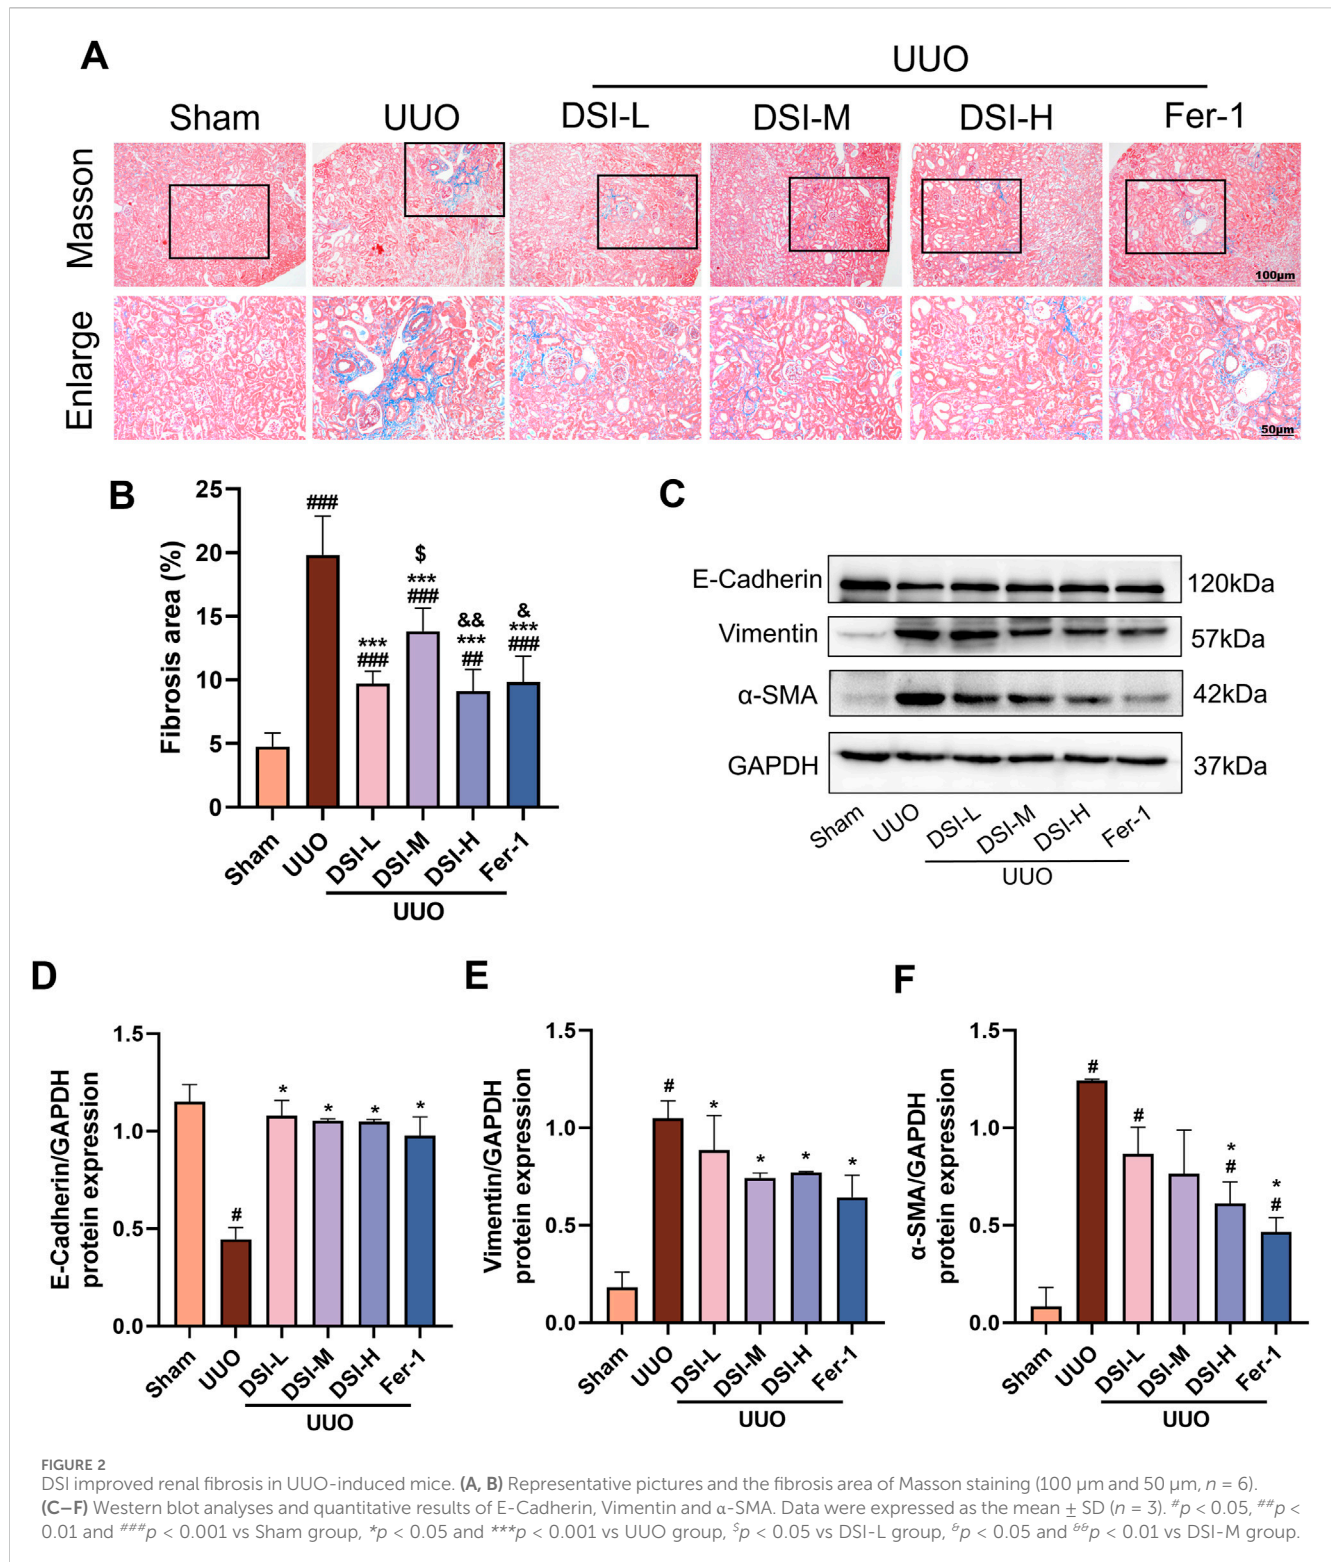 A
UUO
Sham UUO DSI-L DSI-M DSI-H Fer-1
Masson
100µm
Enlarge
50µm
B
Fibrosis area (%)
25
20
15
10
5
0
###
***
###
$
***
###
&&
***
##
&
***
###
Sham UUO DSI-L DSI-M DSI-H Fer-1
UUO
C
E-Cadherin 120kDa
Vimentin 57kDa
α-SMA 42kDa
GAPDH 37kDa
Sham UUO DSI-L DSI-M DSI-H Fer-1
UUO
D
E-Cadherin/GAPDH
protein expression
1.5
1.0
0.5
0.0
# * * * *
Sham UUO DSI-L DSI-M DSI-H Fer-1
UUO
E
Vimentin/GAPDH
protein expression
1.5
1.0
0.5
0.0
# * * * *
Sham UUO DSI-L DSI-M DSI-H Fer-1
UUO
F
α-SMA/GAPDH
protein expression
1.5
1.0
0.5
0.0
#
#
*
#
*
#
Sham UUO DSI-L DSI-M DSI-H Fer-1
UUO
FIGURE 2
DSI improved renal fibrosis in UUO-induced mice. (A, B) Representative pictures and the fibrosis area of Masson staining (100 µm and 50 µm, n = 6).
(C–F) Western blot analyses and quantitative results of E-Cadherin, Vimentin and α-SMA. Data were expressed as the mean ± SD (n = 3). #p < 0.05, ##p <
0.01 and ###p < 0.001 vs Sham group, *p < 0.05 and ***p < 0.001 vs UUO group, $p < 0.05 vs DSI-L group, &p < 0.05 and &&p < 0.01 vs DSI-M group.